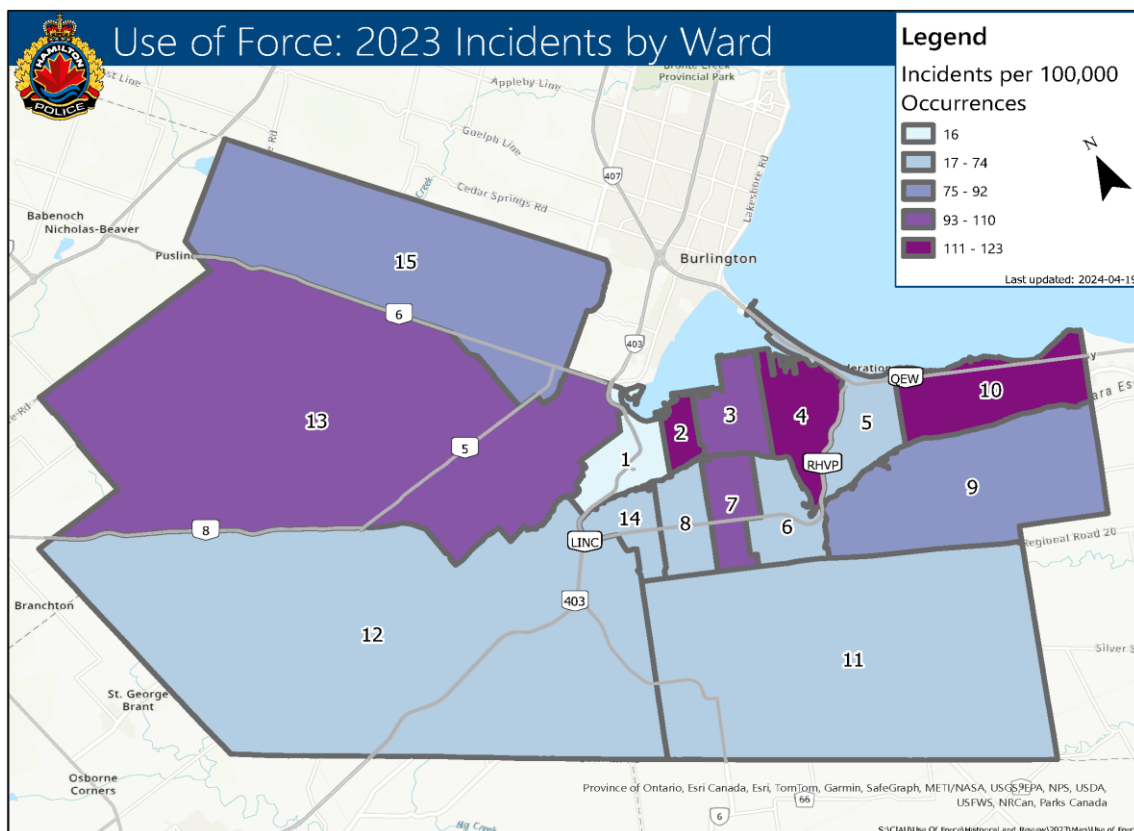 Use of Force: 2023 Incidents by Ward
HAMILTON
POLICE
Legend
Incidents per 100,000
Occurrences
16
17 - 74
75 - 92
93 - 110
111 - 123
N
Last updated: 2024-04-19
Bronte Creek
Provincial Park
Appleby Line
Guelph Line
Cedar Springs Rd
Creek
Lakeshore Rd
407
Babenoch
Nicholas-Beaver
Puslin
Burlington
15
6
403
13
5
8
QEW
10
2
3
4
5
1
RHVP
9
7
14
8
6
LINC
Regional Road 20
Branchton
403
12
11
Silver S
St. George
Brant
Osborne
Corners
66
6
Big Creek
Province of Ontario, Esri Canada, Esri, TomTom, Garmin, SafeGraph, METI/NASA, USGS, EPA, NPS, USDA,
USFWS, NRCan, Parks Canada